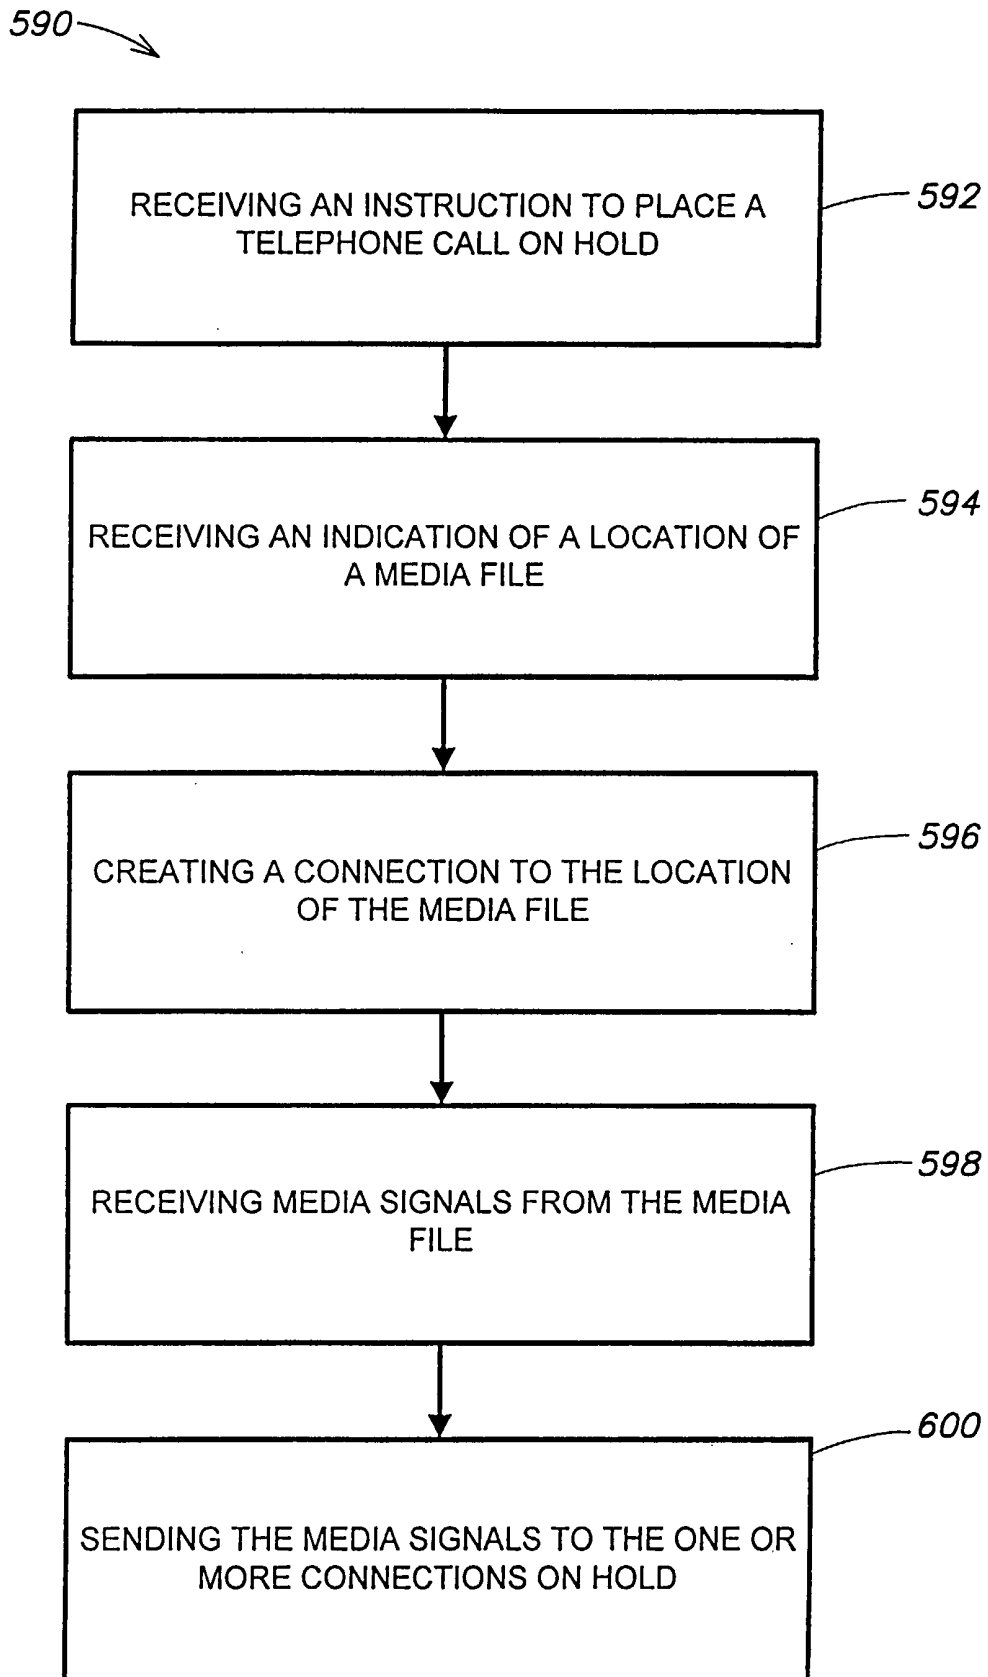 590
RECEIVING AN INSTRUCTION TO PLACE A
TELEPHONE CALL ON HOLD
592
RECEIVING AN INDICATION OF A LOCATION OF
A MEDIA FILE
594
CREATING A CONNECTION TO THE LOCATION
OF THE MEDIA FILE
596
RECEIVING MEDIA SIGNALS FROM THE MEDIA
FILE
598
SENDING THE MEDIA SIGNALS TO THE ONE OR
MORE CONNECTIONS ON HOLD
600